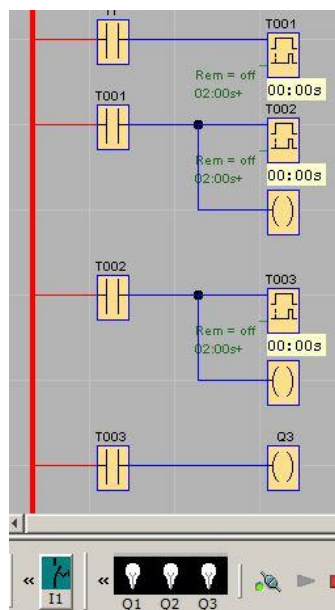 T001
Rem = off
02:00s+
00:00s
T001
T002
Rem = off
02:00s+
00:00s
T002
T003
Rem = off
02:00s+
00:00s
T003
Q3
«
I1
«
Q1 Q2 Q3